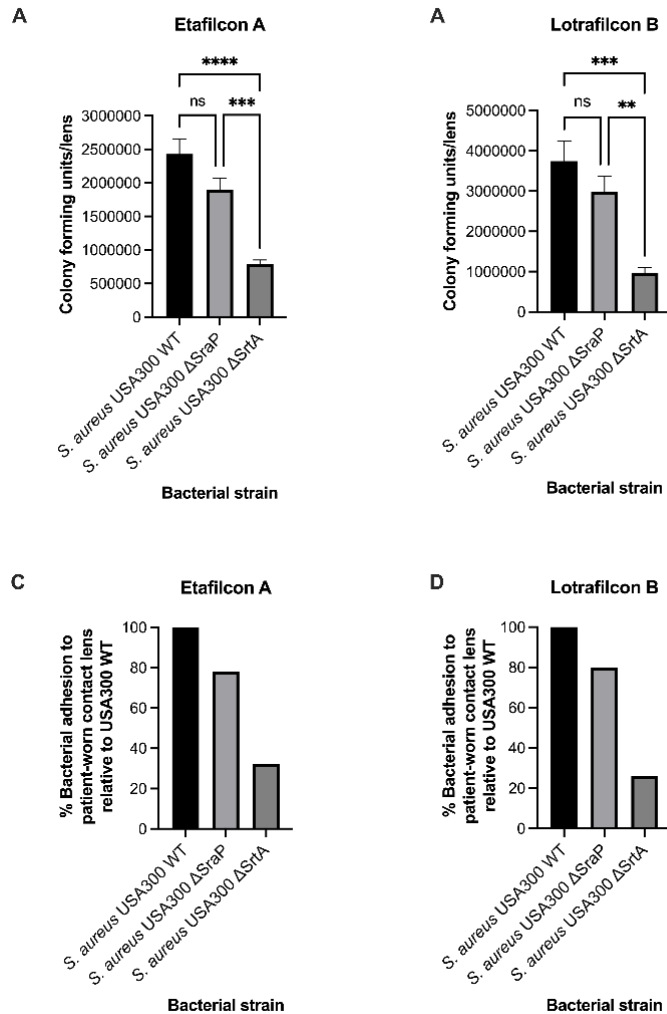 A
Etafilcon A
****
ns
***
3000000
2500000
2000000
1500000
1000000
500000
0
Colony forming units/lens
S. aureus USA300 WT
S. aureus USA300 ΔSraP
S. aureus USA300 ΔSrtA
Bacterial strain
A
Lotrafilcon B
***
ns
**
5000000
4000000
3000000
2000000
1000000
0
Colony forming units/lens
S. aureus USA300 WT
S. aureus USA300 ΔSraP
S. aureus USA300 ΔSrtA
Bacterial strain
C
Etafilcon A
100
80
60
40
20
0
% Bacterial adhesion to
patient-worn contact lens
relative to USA300 WT
S. aureus USA300 WT
S. aureus USA300 ΔSraP
S. aureus USA300 ΔSrtA
Bacterial strain
D
Lotrafilcon B
100
80
60
40
20
0
% Bacterial adhesion to
patient-worn contact lens
relative to USA300 WT
S. aureus USA300 WT
S. aureus USA300 ΔSraP
S. aureus USA300 ΔSrtA
Bacterial strain